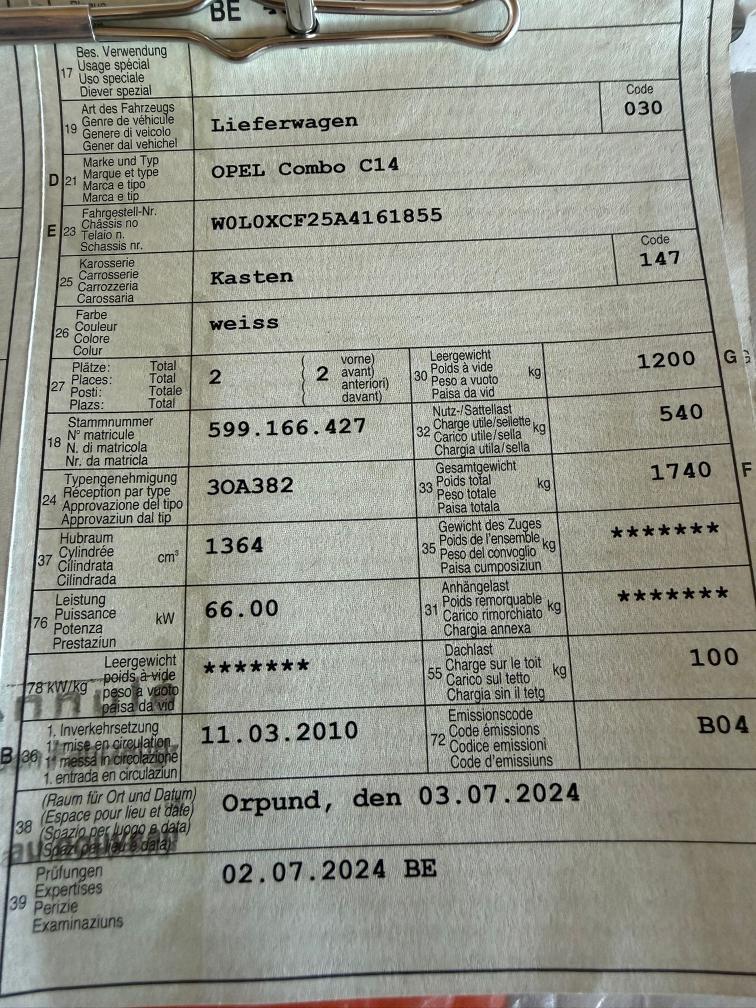 BE
17 Bes. Verwendung
Usage spécial
Uso speciale
Diever spezial
19 Art des Fahrzeugs
Genre de véhicule
Genere di veicolo
Gener dal vehichel
Lieferwagen
Code
030
D 21 Marke und Typ
Marque et type
Marca e tipo
Marca e tip
OPEL Combo C14
E 23 Fahrgestell-Nr.
Châssis no
Telaio n.
Schassis nr.
W0L0XCF25A4161855
25 Karosserie
Carrosserie
Carrozzeria
Carossaria
Kasten
Code
147
26 Farbe
Couleur
Colore
Colur
weiss
27 Plätze: Total
Places: Total
Posti: Totale
Plazs: Total
2
2
vorne)
avant)
anteriori)
davant)
30 Leergewicht
Poids à vide
Peso a vuoto
Paisa da vid
kg
1200 G
18 Stammnummer
N° matricule
N. di matricola
Nr. da matricla
599.166.427
32 Nutz-/Sattellast
Charge utile/sellette
Carico utile/sella
Chargia utila/sella
kg
540
24 Typengenehmigung
Réception par type
Approvazione del tipo
Approvaziun dal tip
3OA382
33 Gesamtgewicht
Poids total
Peso totale
Paisa totala
kg
1740 F
37 Hubraum
Cylindrée
Cilindrata
Cilindrada
cm³
1364
35 Gewicht des Zuges
Poids de l'ensemble
Peso del convoglio
Paisa cumposiziun
kg
*******
76 Leistung
Puissance
Potenza
Prestaziun
kW
66.00
31 Anhängelast
Poids remorquable
Carico rimorchiato
Chargia annexa
kg
*******
78 kW/kg Leergewicht
poids à vide
peso a vuoto
paisa da vid
*******
55 Dachlast
Charge sur le toit
Carico sul tetto
Chargia sin il tetg
kg
100
B 36 1. Inverkehrsetzung
1re mise en circulation
1a messa in circolazione
1. entrada en circulaziun
11.03.2010
72 Emissionscode
Code émissions
Codice emissioni
Code d'emissiuns
B04
38 (Raum für Ort und Datum)
(Espace pour lieu et date)
(Spazio per luogo e data)
(Spazi per lieu e data)
Orpund, den 03.07.2024
39 Prüfungen
Expertises
Perizie
Examinaziuns
02.07.2024 BE